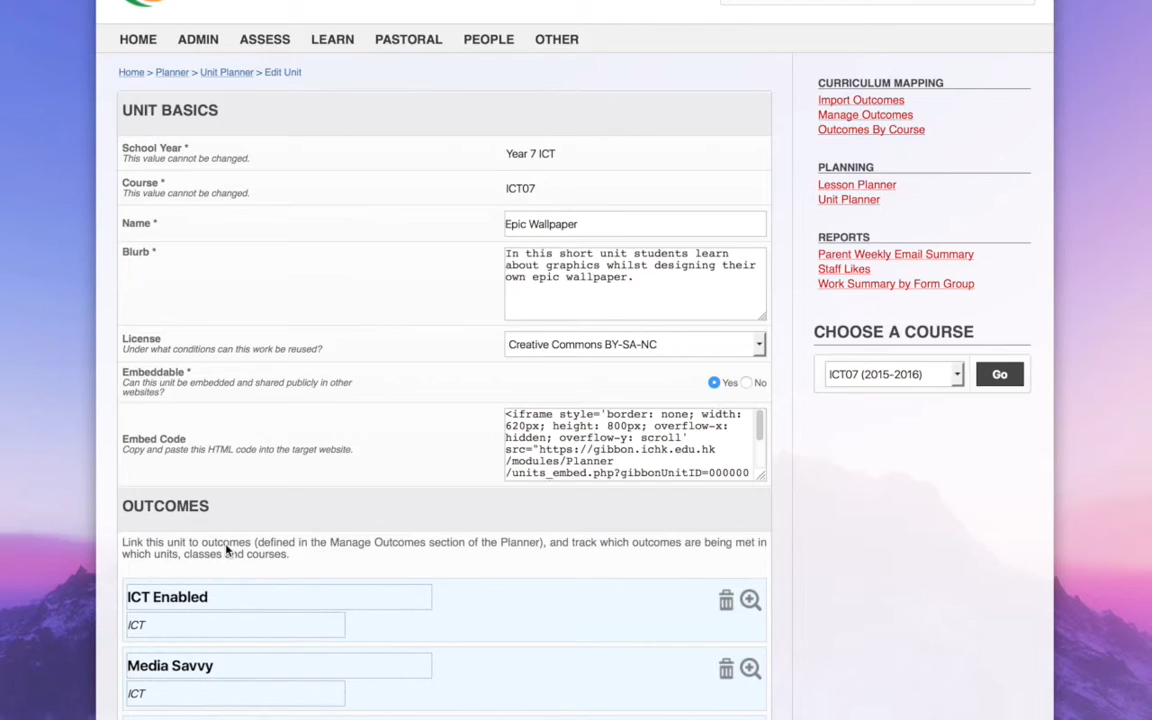 HOME ADMIN ASSESS LEARN PASTORAL PEOPLE OTHER
Home > Planner > Unit Planner > Edit Unit
UNIT BASICS
School Year *
This value cannot be changed.
Year 7 ICT
Course *
This value cannot be changed.
ICT07
Name *
Epic Wallpaper
Blurb *
In this short unit students learn
about graphics whilst designing their
own epic wallpaper.
License
Under what conditions can this work be reused?
Creative Commons BY-SA-NC
Embeddable *
Can this unit be embedded and shared publicly in other
websites?
Yes No
Embed Code
Copy and paste this HTML code into the target website.
<iframe style='border: none; width:
620px; height: 800px; overflow-x:
hidden; overflow-y: scroll'
src="https://gibbon.ichk.edu.hk
/modules/Planner
/units_embed.php?gibbonUnitID=000000
OUTCOMES
Link this unit to outcomes (defined in the Manage Outcomes section of the Planner), and track which outcomes are being met in
which units, classes and courses.
ICT Enabled
ICT
Media Savvy
ICT
CURRICULUM MAPPING
Import Outcomes
Manage Outcomes
Outcomes By Course
PLANNING
Lesson Planner
Unit Planner
REPORTS
Parent Weekly Email Summary
Staff Likes
Work Summary by Form Group
CHOOSE A COURSE
ICT07 (2015-2016) Go